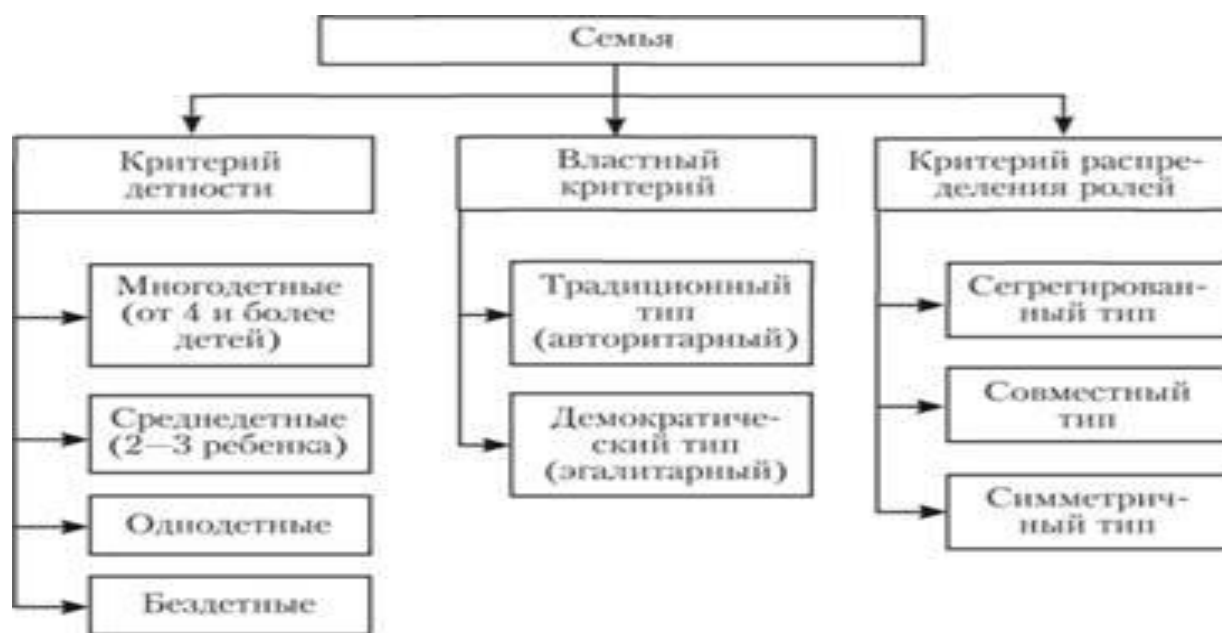 Семья
Критерий
детности
Многодетные
(от 4 и более
детей)
Среднедетные
(2—3 ребенка)
Однодетные
Бездетные
Властный
критерий
Традиционный
тип
(авторитарный)
Демократиче-
ский тип
(эгалитарный)
Критерий распре-
деления ролей
Сегрегирован-
ный тип
Совместный
тип
Симметрич-
ный тип